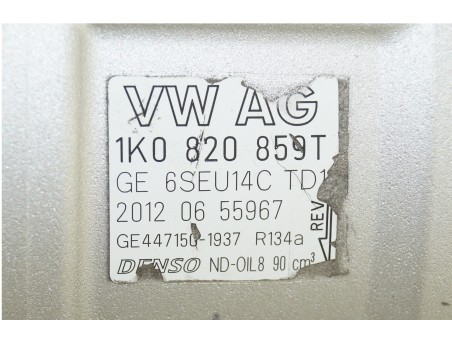 VW AG
1K0 820 859T
GE 6SEU14C TD1
2012 06 55967
REV
GE447150-1937 R134a
DENSO ND-OIL8 90 cm³